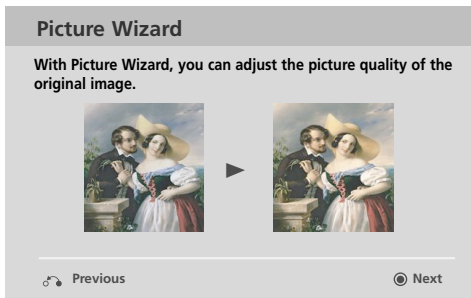 Picture Wizard
With Picture Wizard, you can adjust the picture quality of the
original image.
Previous
Next